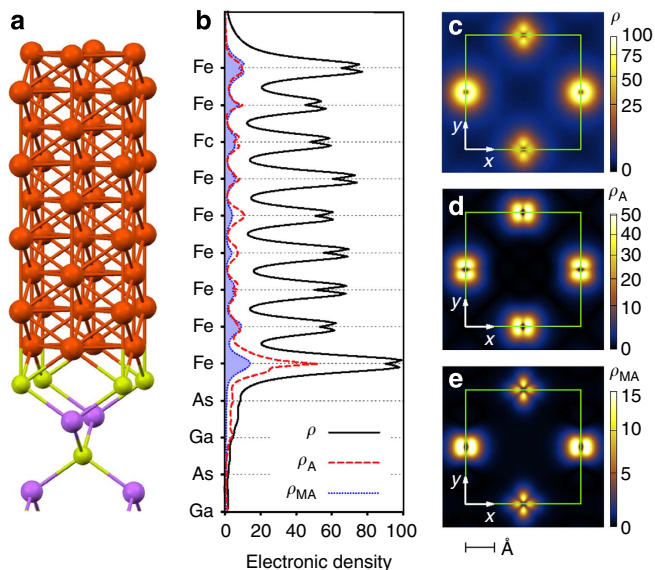 a
b
Fe
Fe
Fc
Fe
Fe
Fe
Fe
Fe
Fe
As
Ga
As
Ga
ρ
ρA
ρMA
0 20 40 60 80 100
Electronic density
c
ρ
100
75
50
25
0
y
x
d
ρA
50
40
30
20
10
0
y
x
e
ρMA
15
10
5
0
y
x
Å